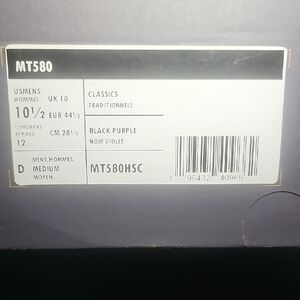 MT580
USMENS
HOMMES
UK 10
10 1/2
EUR 44 1/2
FEMMES
12
CM 28 1/2
CLASSICS
TRADITIONNELS
BLACK PURPLE
NOIR VIOLET
D
MENS HOMMES
MEDIUM
MOYEN
MT580HSC